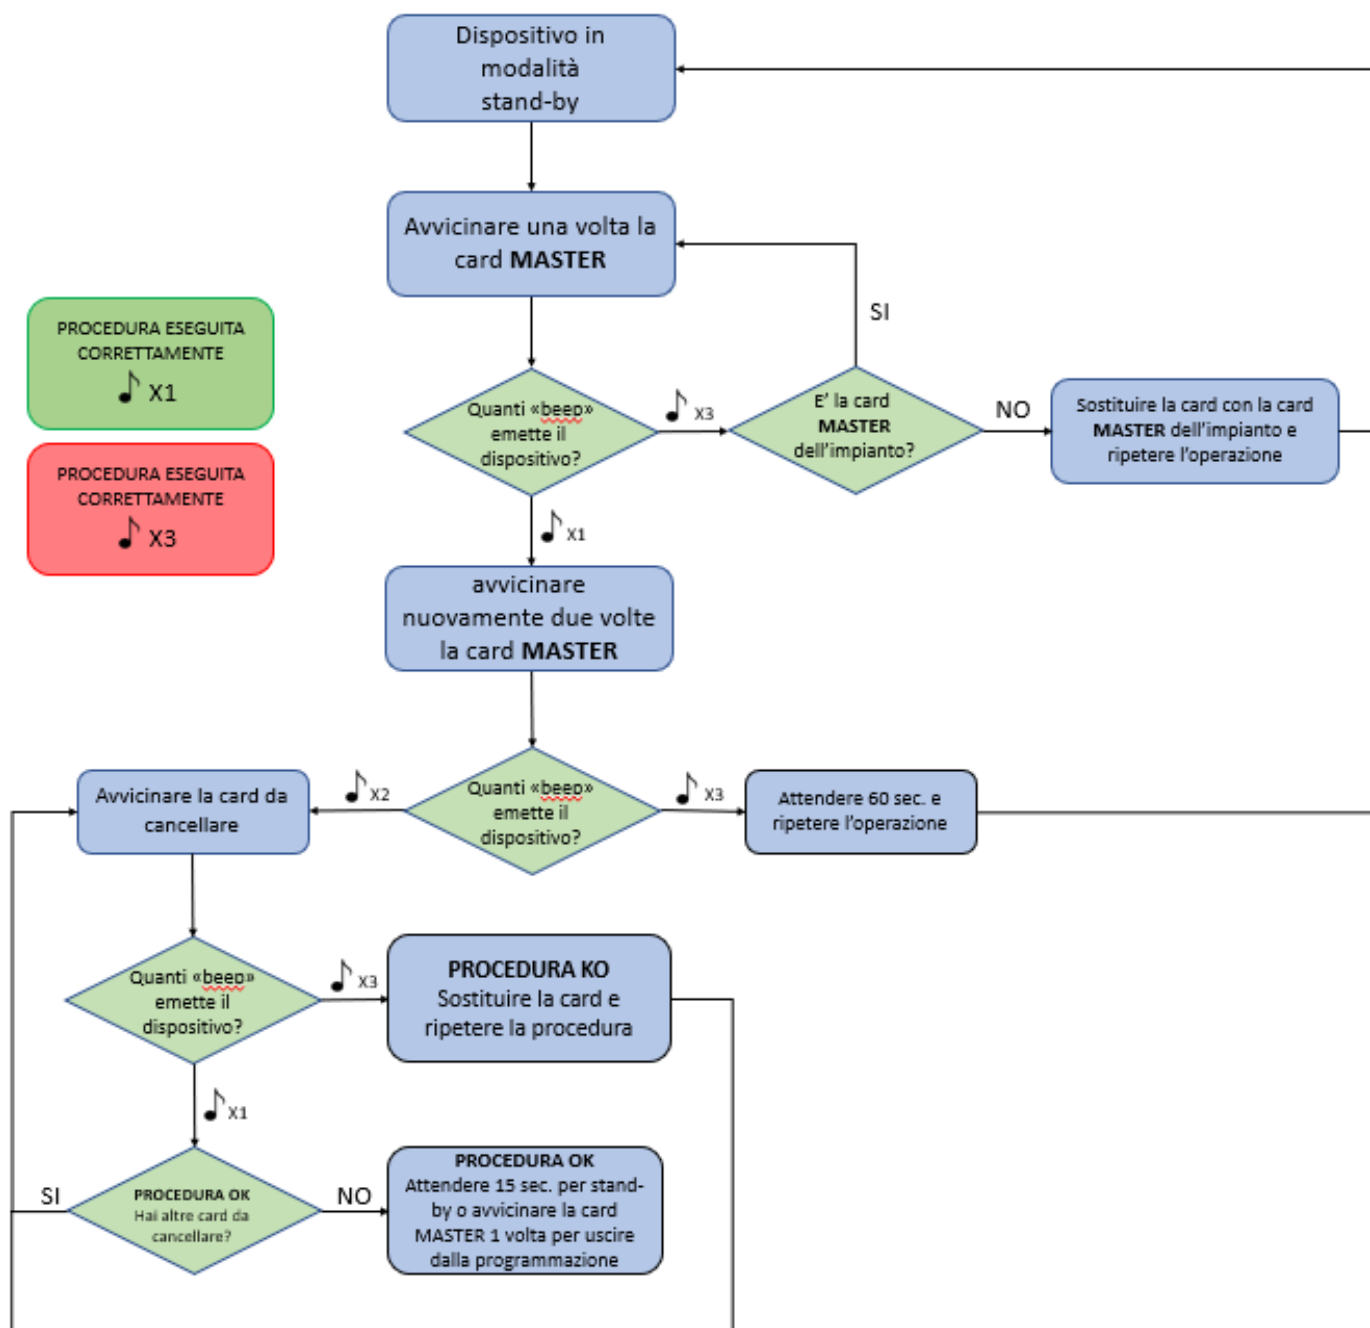 Dispositivo in
modalità
stand-by
Avvicinare una volta la
card MASTER
SI
PROCEDURA ESEGUITA
CORRETTAMENTE
X1
Quanti «beep»
emette il
dispositivo?
X3
E' la card
MASTER
dell'impianto?
NO
Sostituire la card con la card
MASTER dell'impianto e
ripetere l'operazione
PROCEDURA ESEGUITA
CORRETTAMENTE
X3
X1
avvicinare
nuovamente due volte
la card MASTER
Avvicinare la card da
cancellare
X2
Quanti «beep»
emette il
dispositivo?
X3
Attendere 60 sec. e
ripetere l'operazione
Quanti «beep»
emette il
dispositivo?
X3
PROCEDURA KO
Sostituire la card e
ripetere la procedura
X1
SI
PROCEDURA OK
Hai altre card da
cancellare?
NO
PROCEDURA OK
Attendere 15 sec. per stand-
by o avvicinare la card
MASTER 1 volta per uscire
dalla programmazione